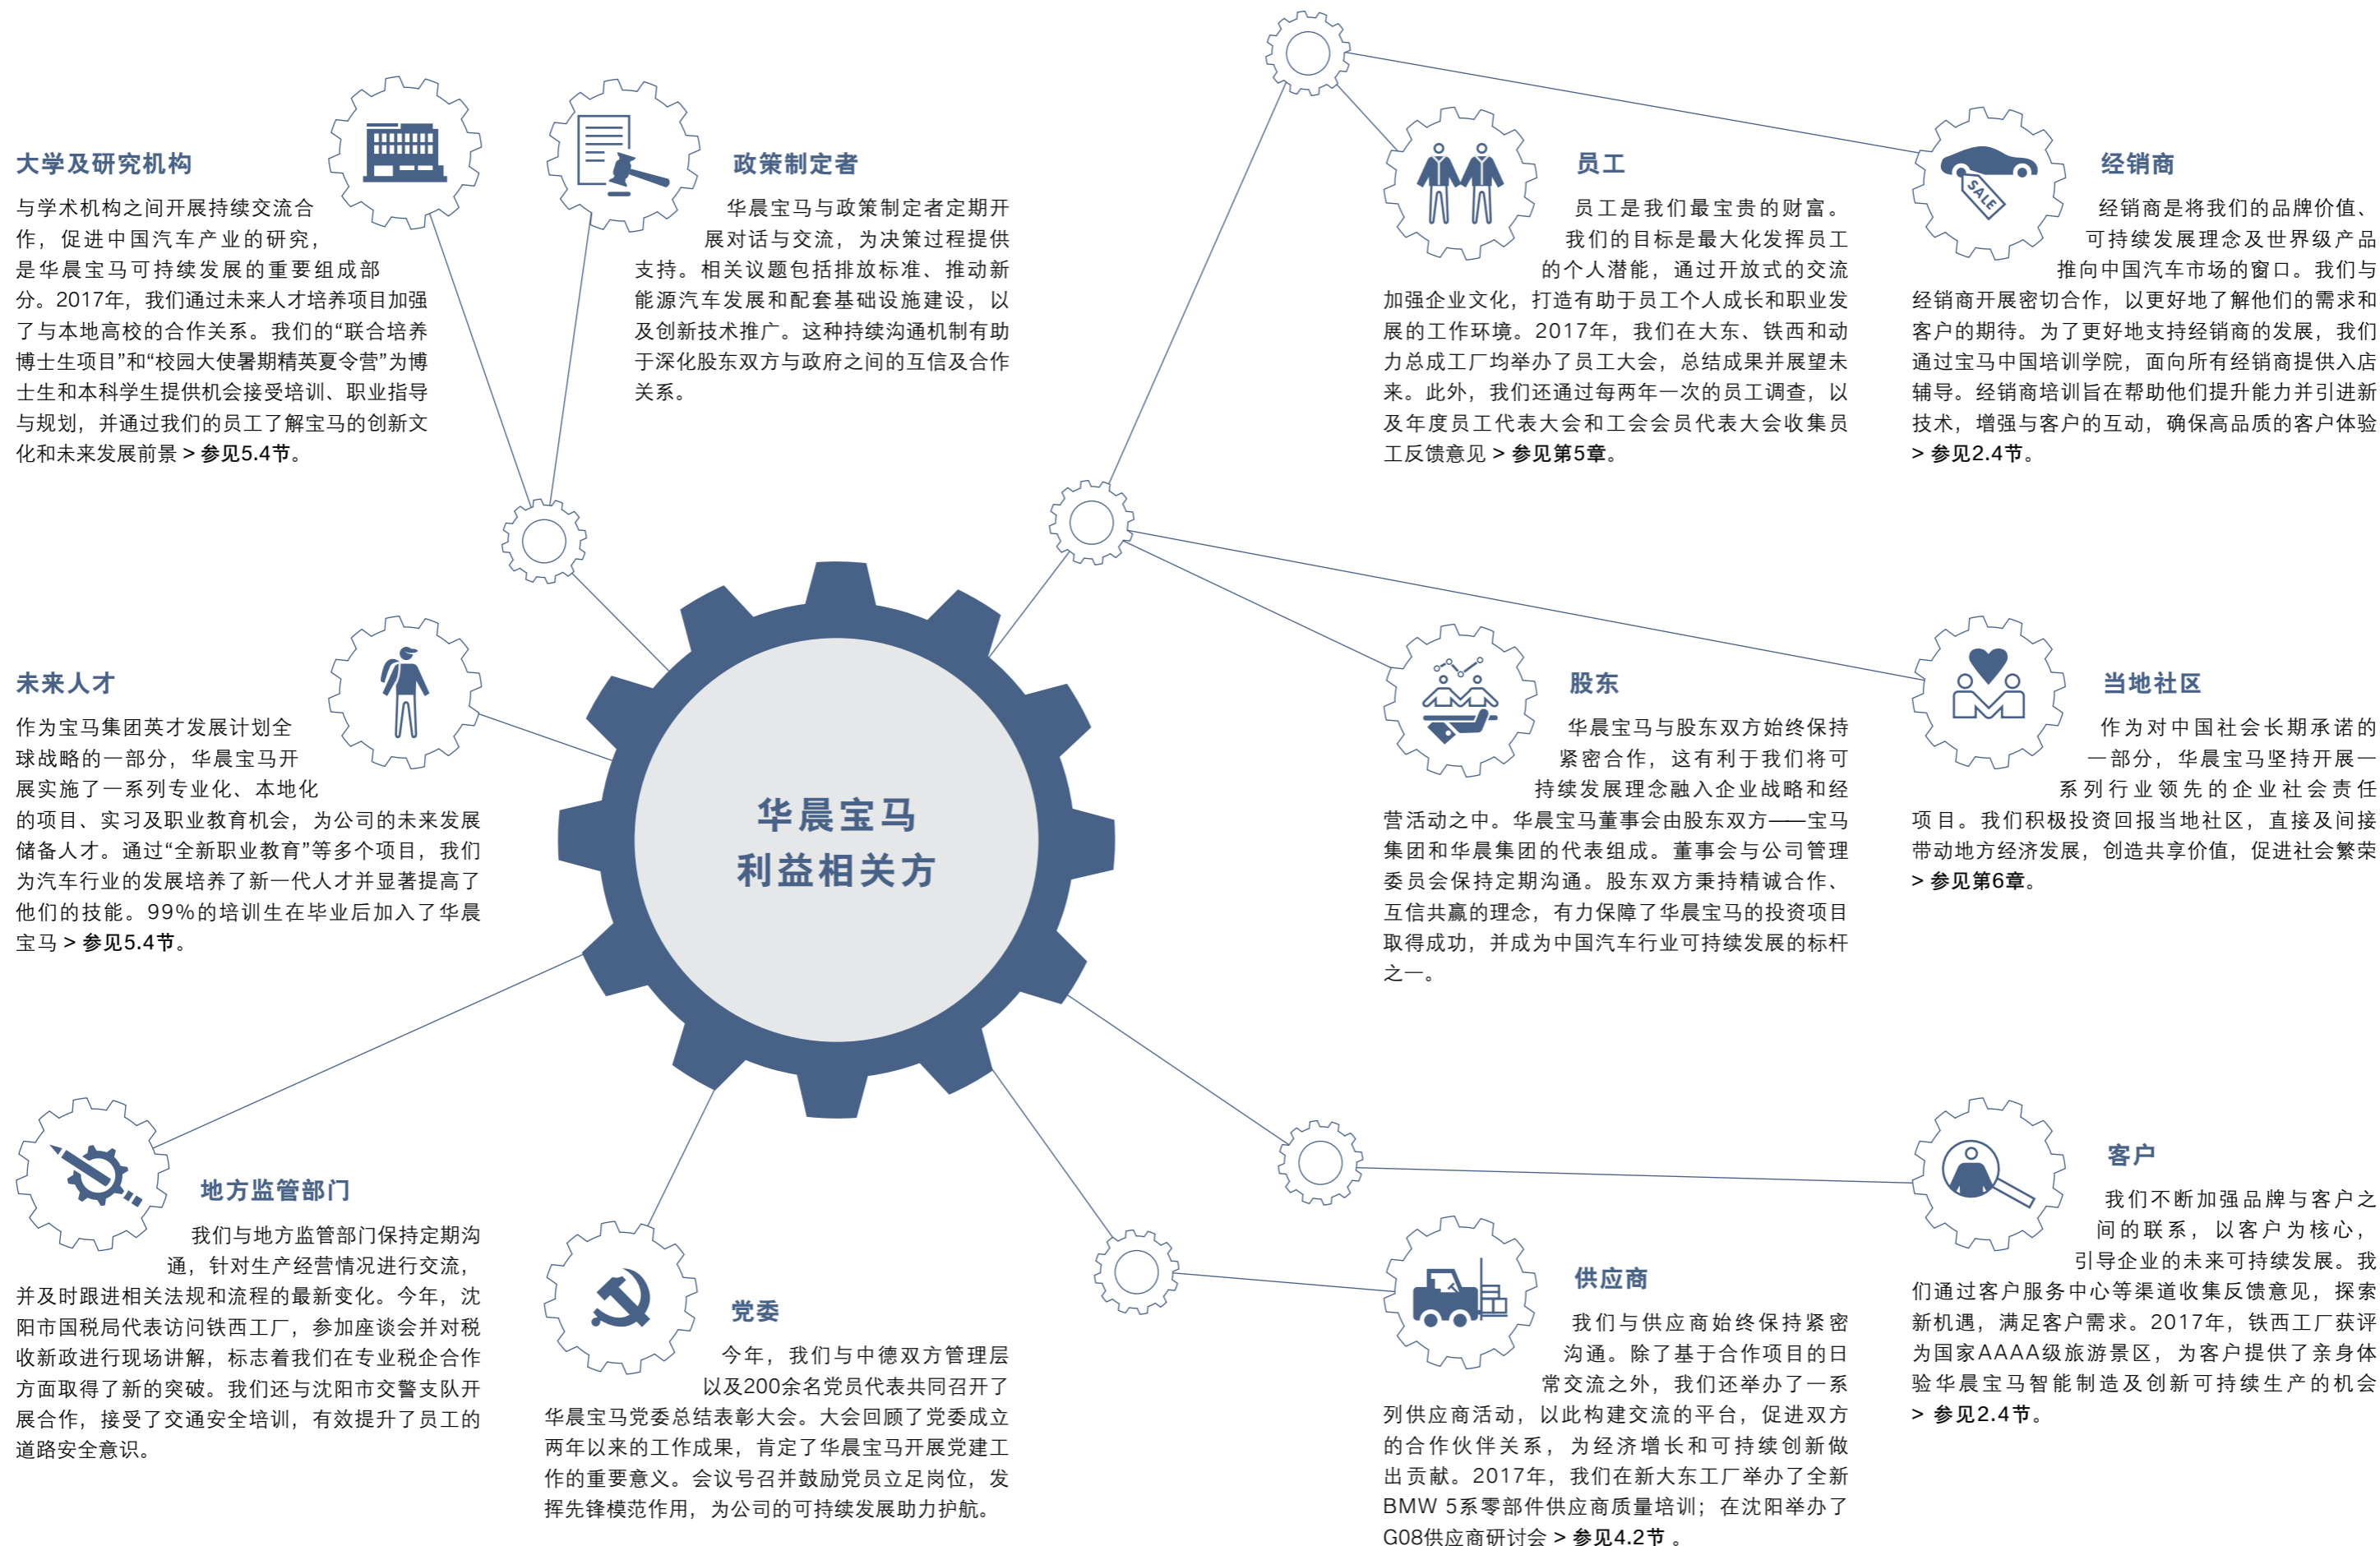 大学及研究机构
与学术机构之间开展持续交流合
作，促进中国汽车产业的研究，
是华晨宝马可持续发展的重要组成部
分。2017年，我们通过未来人才培养项目加强
了与本地高校的合作关系。我们的“联合培养
博士生项目”和“校园大使暑期精英夏令营”为博
士生和本科学生提供机会接受培训、职业指导
与规划，并通过我们的员工了解宝马的创新文
化和未来发展前景 > 参见5.4节。
政策制定者
华晨宝马与政策制定者定期开
展对话与交流，为决策过程提供
支持。相关议题包括排放标准、推动新
能源汽车发展和配套基础设施建设，以
及创新技术推广。这种持续沟通机制有助
于深化股东双方与政府之间的互信及合作
关系。
员工
员工是我们最宝贵的财富。
我们的目标是最大化发挥员工
的个人潜能，通过开放式的交流
加强企业文化，打造有助于员工个人成长和职业发
展的工作环境。2017年，我们在大东、铁西和动
力总成工厂均举办了员工大会，总结成果并展望未
来。此外，我们还通过每两年一次的员工调查，以
及年度员工代表大会和工会会员代表大会收集员
工反馈意见 > 参见第5章。
SALE
经销商
经销商是将我们的品牌价值、
可持续发展理念及世界级产品
推向中国汽车市场的窗口。我们与
经销商开展密切合作，以更好地了解他们的需求和
客户的期待。为了更好地支持经销商的发展，我们
通过宝马中国培训学院，面向所有经销商提供入店
辅导。经销商培训旨在帮助他们提升能力并引进新
技术，增强与客户的互动，确保高品质的客户体验
> 参见2.4节。
未来人才
作为宝马集团英才发展计划全
球战略的一部分，华晨宝马开
展实施了一系列专业化、本地化
的项目、实习及职业教育机会，为公司的未来发展
储备人才。通过“全新职业教育”等多个项目，我们
为汽车行业的发展培养了新一代人才并显著提高了
他们的技能。99%的培训生在毕业后加入了华晨
宝马 > 参见5.4节。
华晨宝马
利益相关方
股东
华晨宝马与股东双方始终保持
紧密合作，这有利于我们将可
持续发展理念融入企业战略和经
营活动之中。华晨宝马董事会由股东双方——宝马
集团和华晨集团的代表组成。董事会与公司管理
委员会保持定期沟通。股东双方秉持精诚合作、
互信共赢的理念，有力保障了华晨宝马的投资项目
取得成功，并成为中国汽车行业可持续发展的标杆
之一。
当地社区
作为对中国社会长期承诺的
一部分，华晨宝马坚持开展一
系列行业领先的企业社会责任
项目。我们积极投资回报当地社区，直接及间接
带动地方经济发展，创造共享价值，促进社会繁荣
> 参见第6章。
地方监管部门
我们与地方监管部门保持定期沟
通，针对生产经营情况进行交流，
并及时跟进相关法规和流程的最新变化。今年，沈
阳市国税局代表访问铁西工厂，参加座谈会并对税
收新政进行现场讲解，标志着我们在专业税企合作
方面取得了新的突破。我们还与沈阳市交警支队开
展合作，接受了交通安全培训，有效提升了员工的
道路安全意识。
党委
今年，我们与中德双方管理层
以及200余名党员代表共同召开了
华晨宝马党委总结表彰大会。大会回顾了党委成立
两年以来的工作成果，肯定了华晨宝马开展党建工
作的重要意义。会议号召并鼓励党员立足岗位，发
挥先锋模范作用，为公司的可持续发展助力护航。
供应商
我们与供应商始终保持紧密
沟通。除了基于合作项目的日
常交流之外，我们还举办了一系
列供应商活动，以此构建交流的平台，促进双方
的合作伙伴关系，为经济增长和可持续创新做
出贡献。2017年，我们在新大东工厂举办了全新
BMW 5系零部件供应商质量培训；在沈阳举办了
G08供应商研讨会 > 参见4.2节 。
客户
我们不断加强品牌与客户之
间的联系，以客户为核心，
引导企业的未来可持续发展。我
们通过客户服务中心等渠道收集反馈意见，探索
新机遇，满足客户需求。2017年，铁西工厂获评
为国家AAAA级旅游景区，为客户提供了亲身体
验华晨宝马智能制造及创新可持续生产的机会
> 参见2.4节。